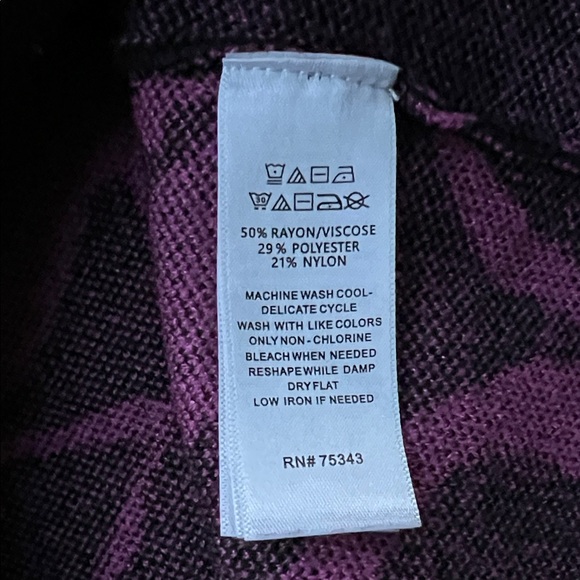 30
50% RAYON/VISCOSE
29% POLYESTER
21% NYLON
MACHINE WASH COOL-
DELICATE CYCLE
WASH WITH LIKE COLORS
ONLY NON-CHLORINE
BLEACH WHEN NEEDED
RESHAPE WHILE DAMP
DRY FLAT
LOW IRON IF NEEDED
RN# 75343